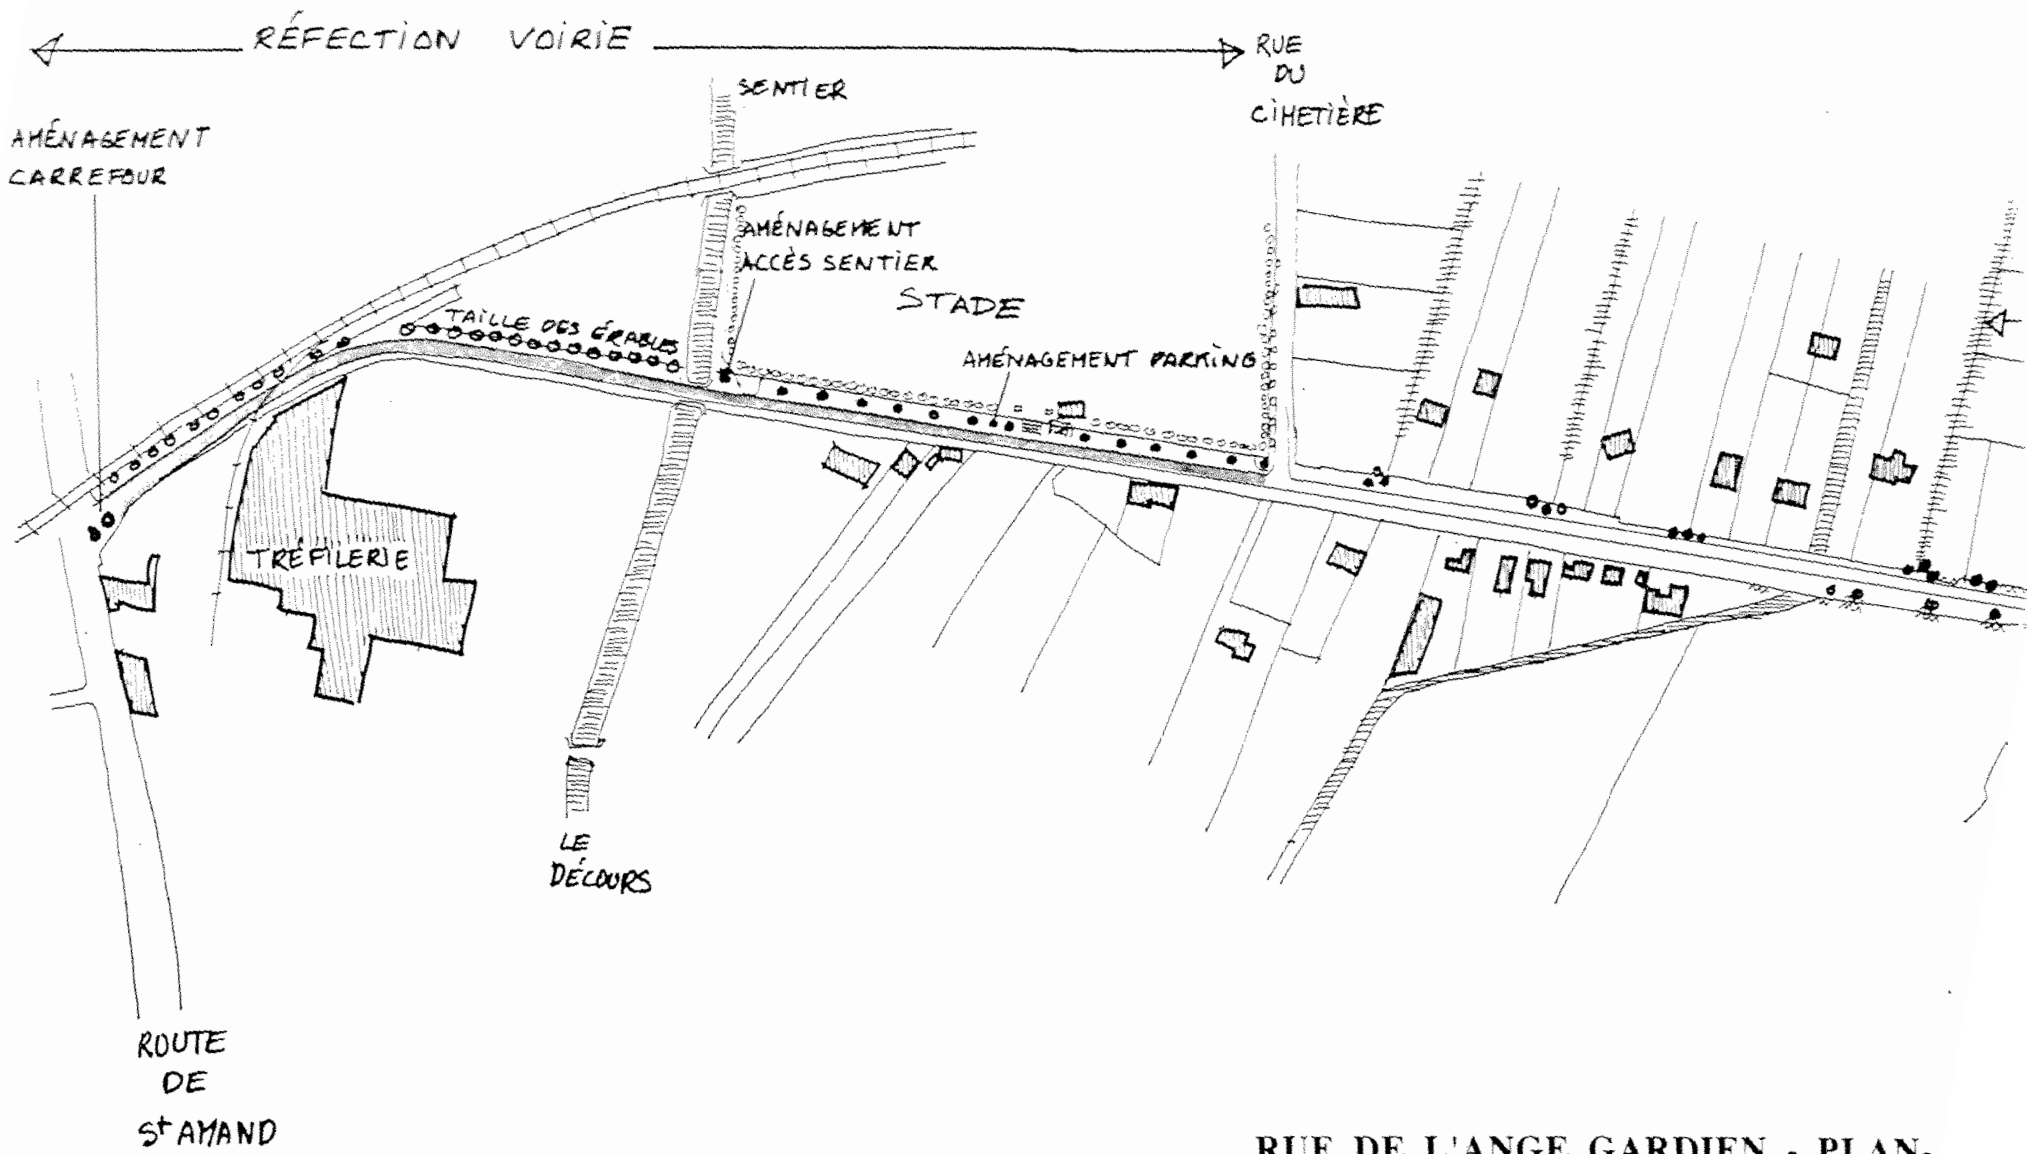 RÉFECTION VOIRIE
RUE
DU
CIMETIÈRE
SENTIER
AMÉNAGEMENT
CARREFOUR
AMÉNAGEMENT
ACCÈS SENTIER
STADE
TAILLE DES ÉRABLES
AMÉNAGEMENT PARKING
TRÉFILERIE
LE
DÉCOURS
ROUTE
DE
St AMAND
RUE DE L'ANGE GARDIEN - PLAN-